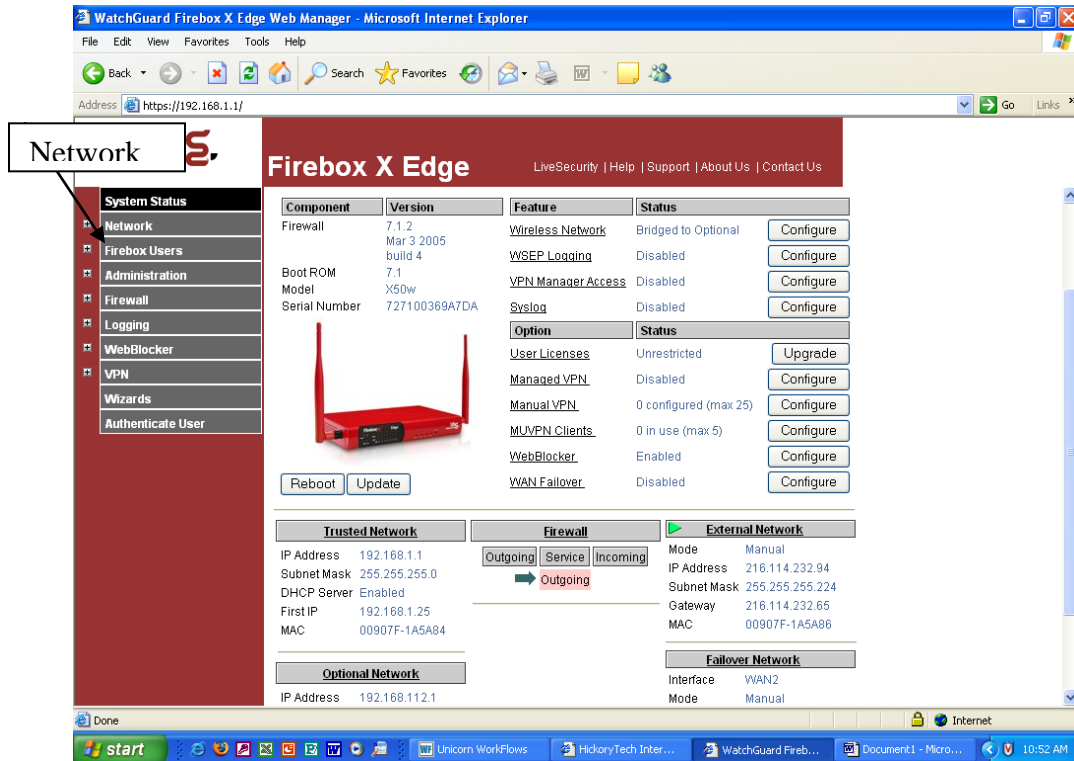 WatchGuard Firebox X Edge Web Manager - Microsoft Internet Explorer
File Edit View Favorites Tools Help
Back Search Favorites
Address https://192.168.1.1/ Go Links »
Network
Firebox X Edge
LiveSecurity | Help | Support | About Us | Contact Us
System Status
Network
Firebox Users
Administration
Firewall
Logging
WebBlocker
VPN
Wizards
Authenticate User
Component Version
Firewall 7.1.2
Mar 3 2005
build 4
Boot ROM 7.1
Model X50w
Serial Number 727100369A7DA
Reboot Update
Feature Status
Wireless Network Bridged to Optional Configure
WSEP Logging Disabled Configure
VPN Manager Access Disabled Configure
Syslog Disabled Configure
Option Status
User Licenses Unrestricted Upgrade
Managed VPN Disabled Configure
Manual VPN 0 configured (max 25) Configure
MUVPN Clients 0 in use (max 5) Configure
WebBlocker Enabled Configure
WAN Failover Disabled Configure
Trusted Network
IP Address 192.168.1.1
Subnet Mask 255.255.255.0
DHCP Server Enabled
First IP 192.168.1.25
MAC 00907F-1A5A84
Optional Network
IP Address 192.168.112.1
Firewall
Outgoing Service Incoming
Outgoing
External Network
Mode Manual
IP Address 216.114.232.94
Subnet Mask 255.255.255.224
Gateway 216.114.232.65
MAC 00907F-1A5A86
Failover Network
Interface WAN2
Mode Manual
Done Internet
start Unicorn WorkFlows HickoryTech Inter... WatchGuard Fireb... Document1 - Micro... 10:52 AM